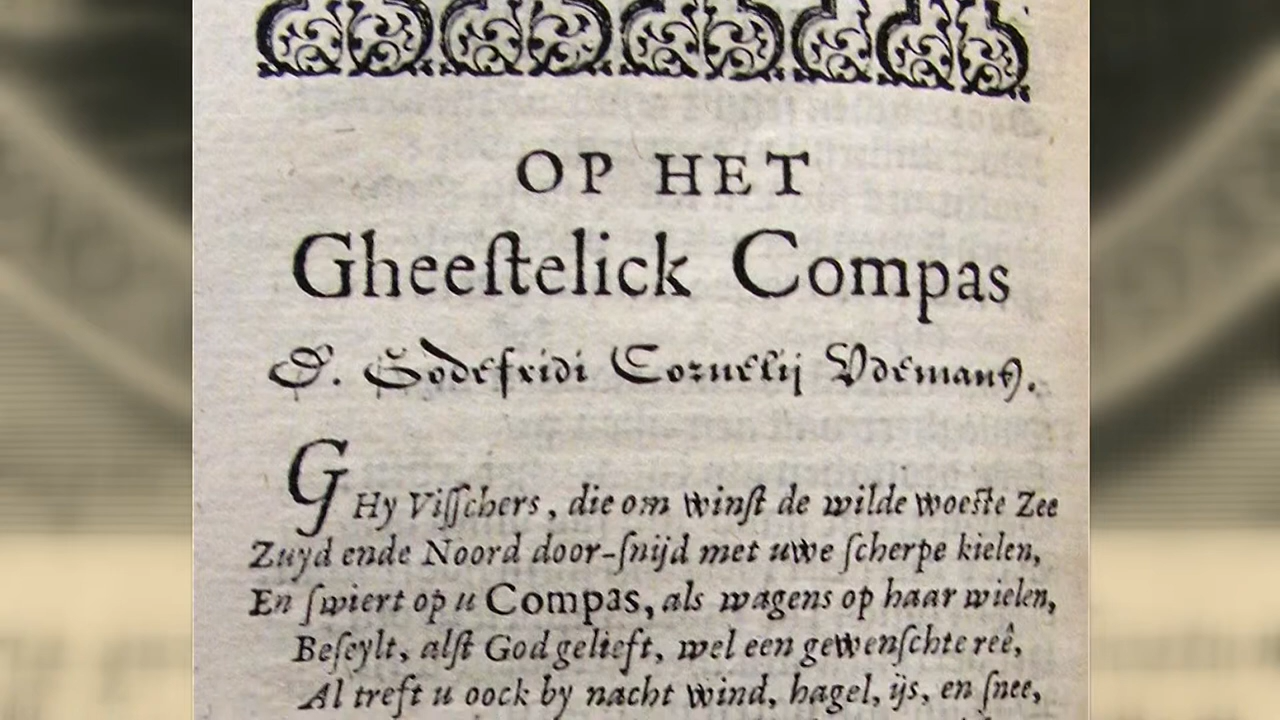 OP HET
Gheeſtelick Compas
D. Godefridi Cornelij Vdemans.
GHy Viſſchers, die om winſt de wilde woeſte Zee
Zuyd ende Noord door-ſnijd met uwe ſcherpe kielen,
En ſwiert op u Compas, als wagens op haar wielen,
Beſeylt, alſt God gelieft, wel een gewenſchte reê,
Al treft u oock by nacht wind, hagel, ijs, en ſnee,